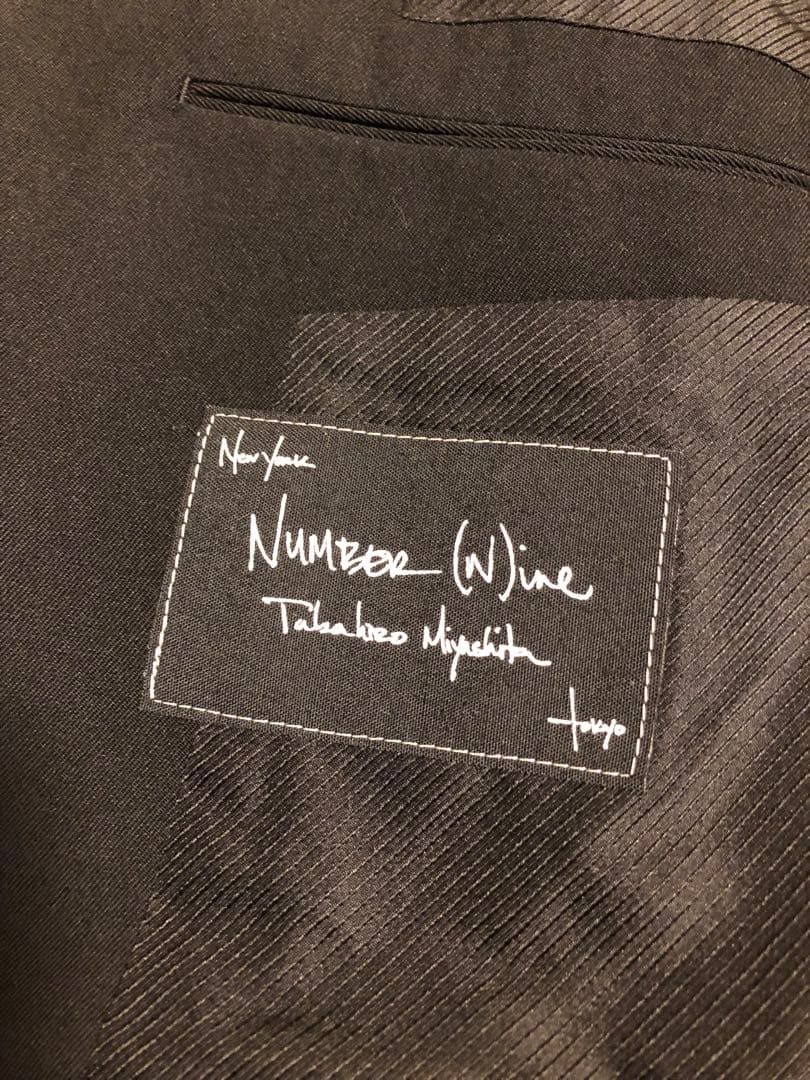 New York
NUMBER (N)ine
Takahiro Miyashita
tokyo